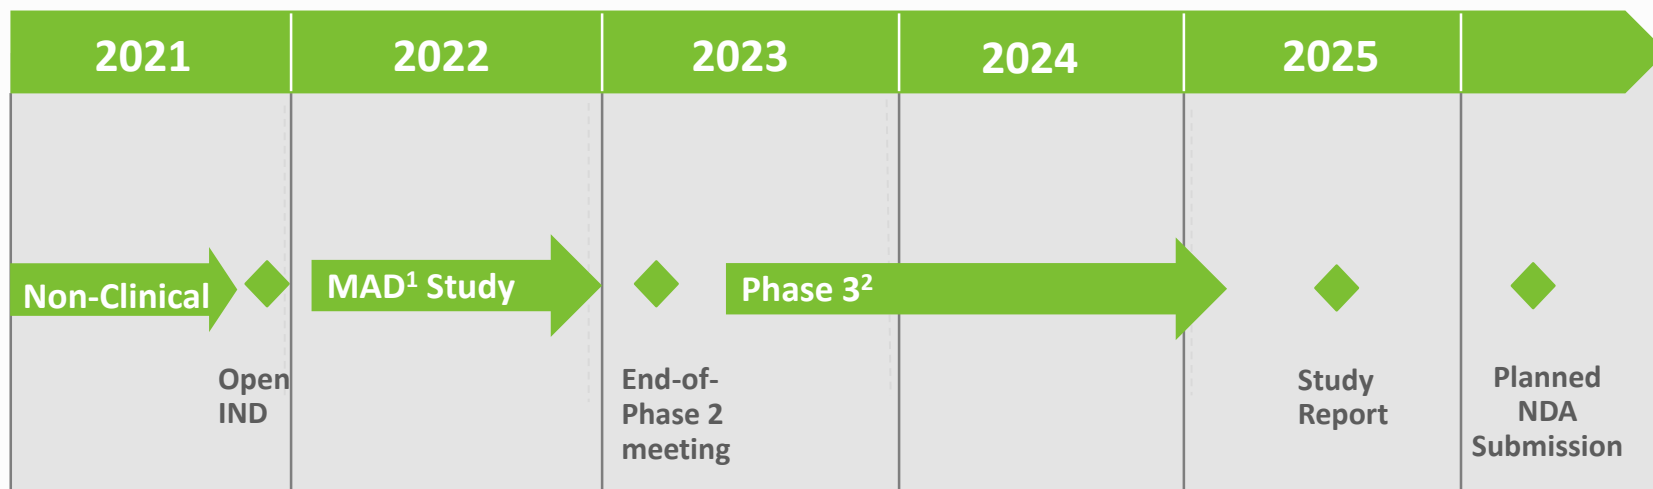 2021
2022
2023
2024
2025
Non-Clinical
MAD¹ Study
Phase 3²
Open
IND
End-of-
Phase 2
meeting
Study
Report
Planned
NDA
Submission